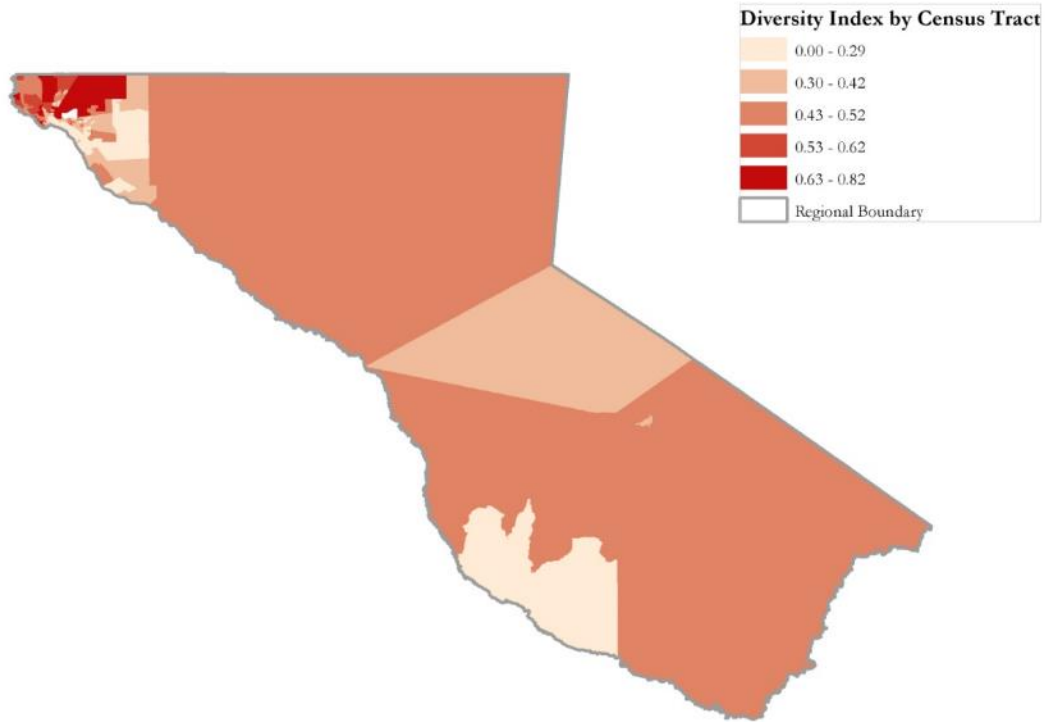 Diversity Index by Census Tract
0.00 - 0.29
0.30 - 0.42
0.43 - 0.52
0.53 - 0.62
0.63 - 0.82
Regional Boundary